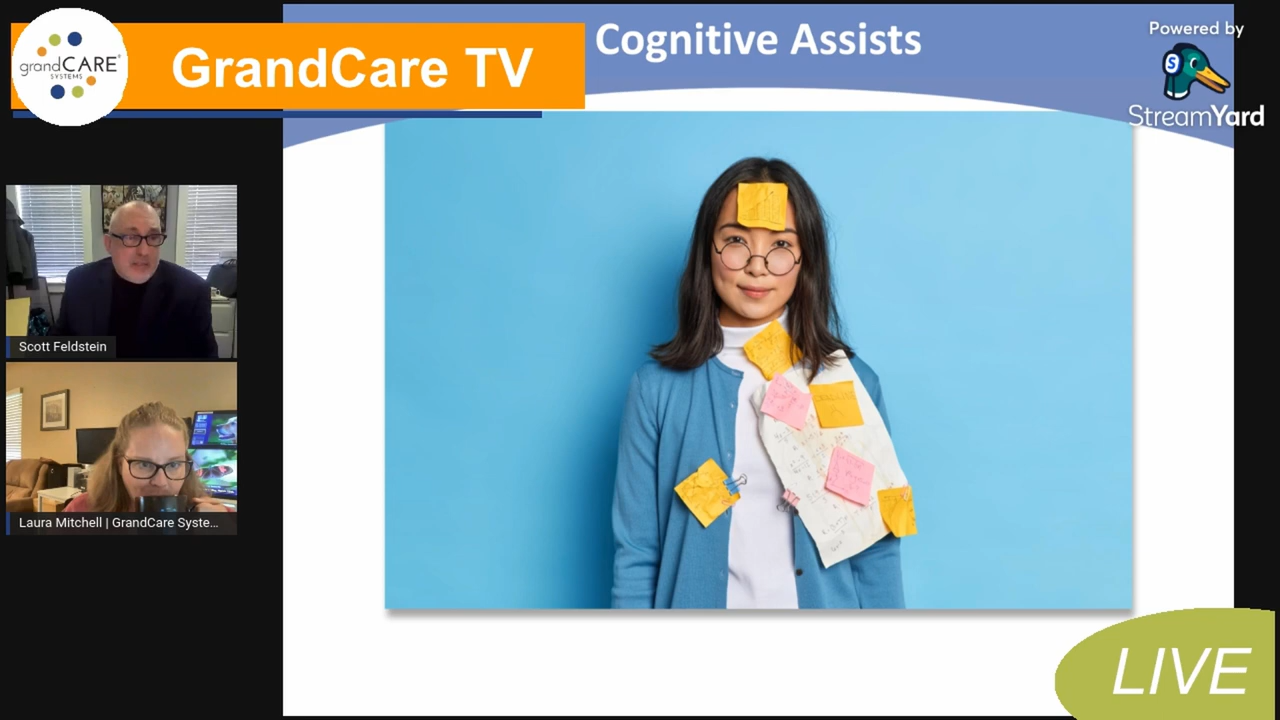 grandCARE
SYSTEMS
GrandCare TV
Cognitive Assists
Powered by
StreamYard
Scott Feldstein
Laura Mitchell | GrandCare Syste...
LIVE